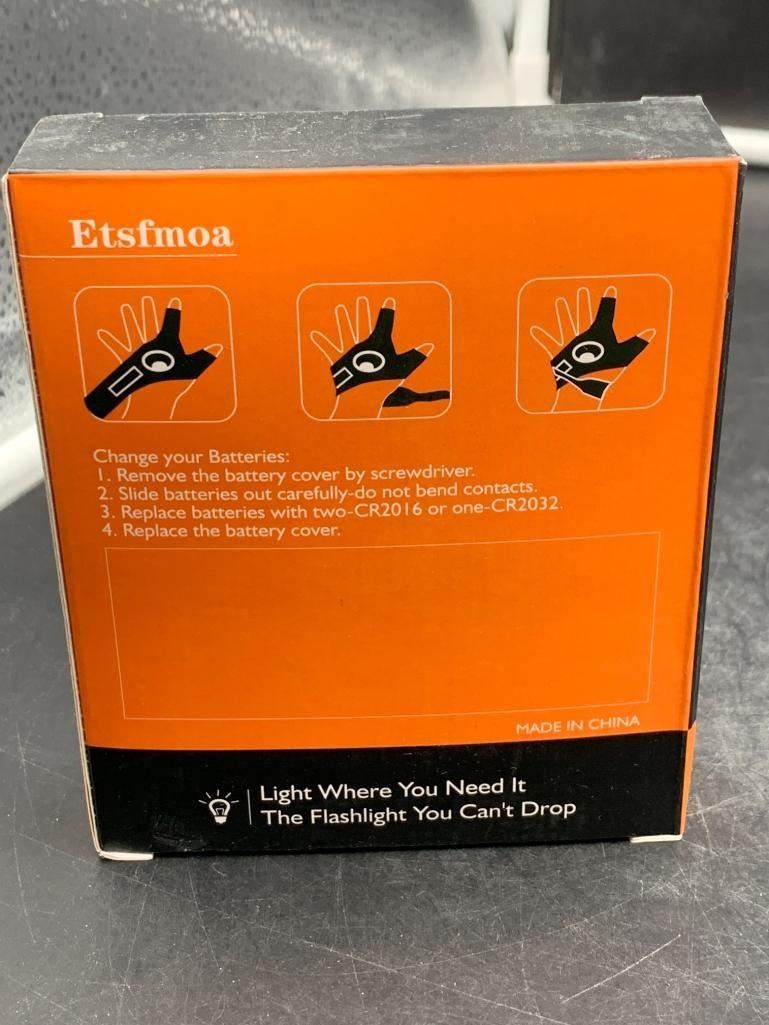 Etsfmoa
Change your Batteries:
1. Remove the battery cover by screwdriver.
2. Slide batteries out carefully-do not bend contacts.
3. Replace batteries with two-CR2016 or one-CR2032.
4. Replace the battery cover.
MADE IN CHINA
Light Where You Need It
The Flashlight You Can't Drop